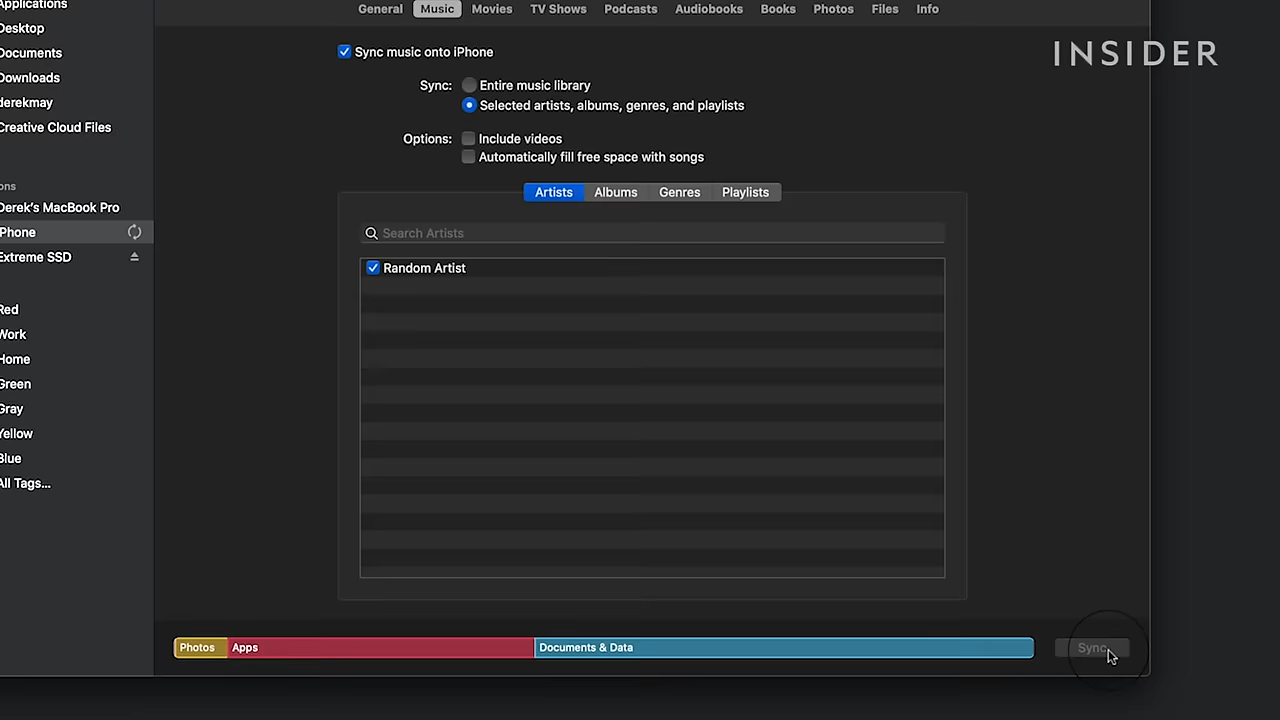 General Music Movies TV Shows Podcasts Audiobooks Books Photos Files Info
INSIDER
Applications
Desktop
Documents
Downloads
derekmay
Creative Cloud Files
ons
Derek's MacBook Pro
iPhone
Extreme SSD
Red
Work
Home
Green
Gray
Yellow
Blue
All Tags...
Sync music onto iPhone
Sync: Entire music library
Selected artists, albums, genres, and playlists
Options: Include videos
Automatically fill free space with songs
Artists Albums Genres Playlists
Search Artists
Random Artist
Photos Apps Documents & Data Sync